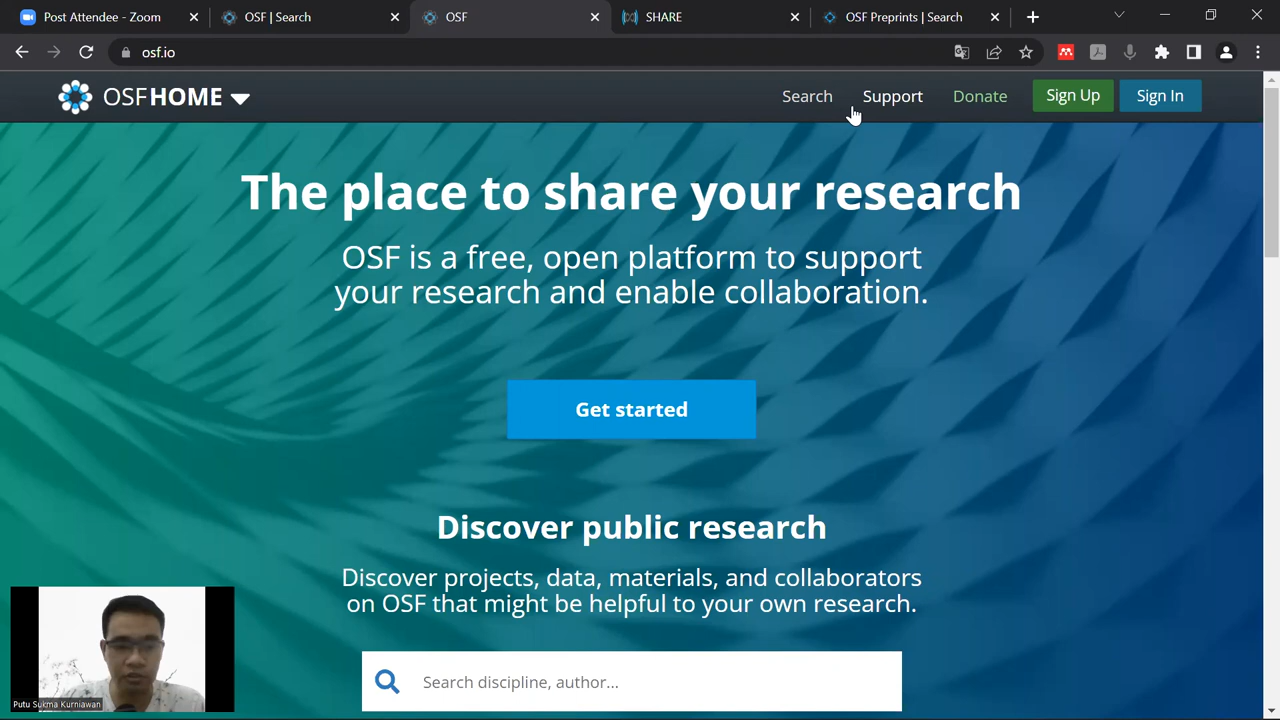 Post Attendee - Zoom
OSF | Search
OSF
SHARE
OSF Preprints | Search
osf.io
OSFHOME
Search
Support
Donate
Sign Up
Sign In
The place to share your research
OSF is a free, open platform to support
your research and enable collaboration.
Get started
Discover public research
Discover projects, data, materials, and collaborators
on OSF that might be helpful to your own research.
Search discipline, author...
Putu Sukma Kurniawan